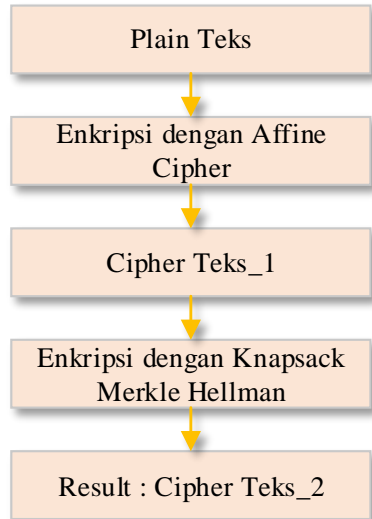 Plain Teks
Enkripsi dengan Affine
Cipher
Cipher Teks_1
Enkripsi dengan Knapsack
Merkle Hellman
Result : Cipher Teks_2